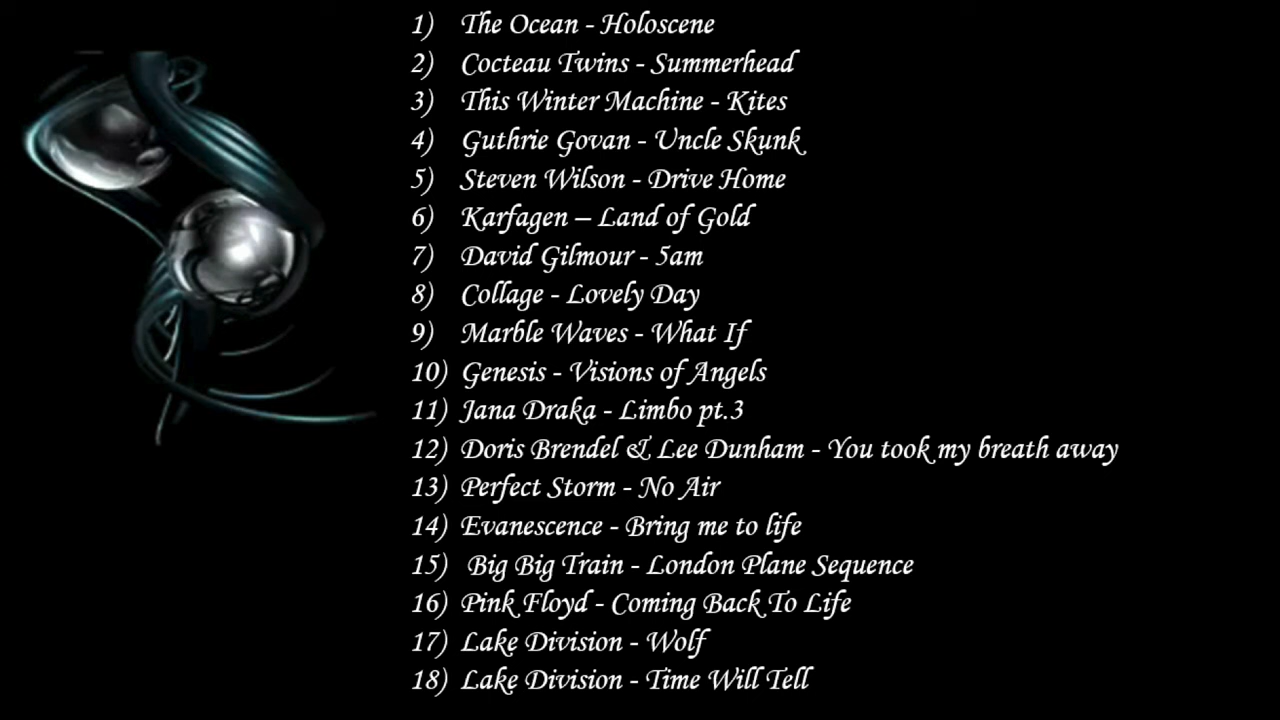 1) The Ocean - Holoscene
2) Cocteau Twins - Summerhead
3) This Winter Machine - Kites
4) Guthrie Govan - Uncle Skunk
5) Steven Wilson - Drive Home
6) Karfagen – Land of Gold
7) David Gilmour - 5am
8) Collage - Lovely Day
9) Marble Waves - What If
10) Genesis - Visions of Angels
11) Jana Draka - Limbo pt.3
12) Doris Brendel & Lee Dunham - You took my breath away
13) Perfect Storm - No Air
14) Evanescence - Bring me to life
15) Big Big Train - London Plane Sequence
16) Pink Floyd - Coming Back To Life
17) Lake Division - Wolf
18) Lake Division - Time Will Tell